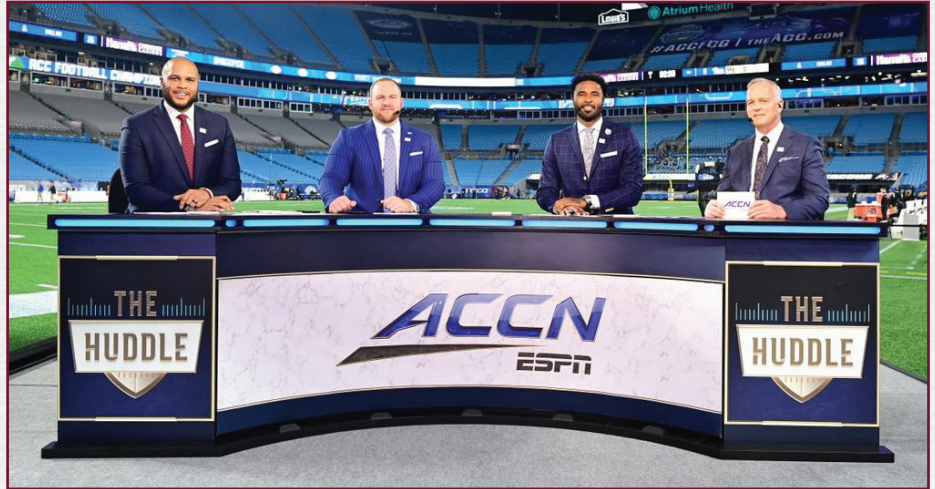 LOWE'S
Atrium Health
#ACCFCG | THEACC.COM
ACC FOOTBALL CHAMPI
ACCN
THE
HUDDLE
ACCN
ESPN
THE
HUDDLE